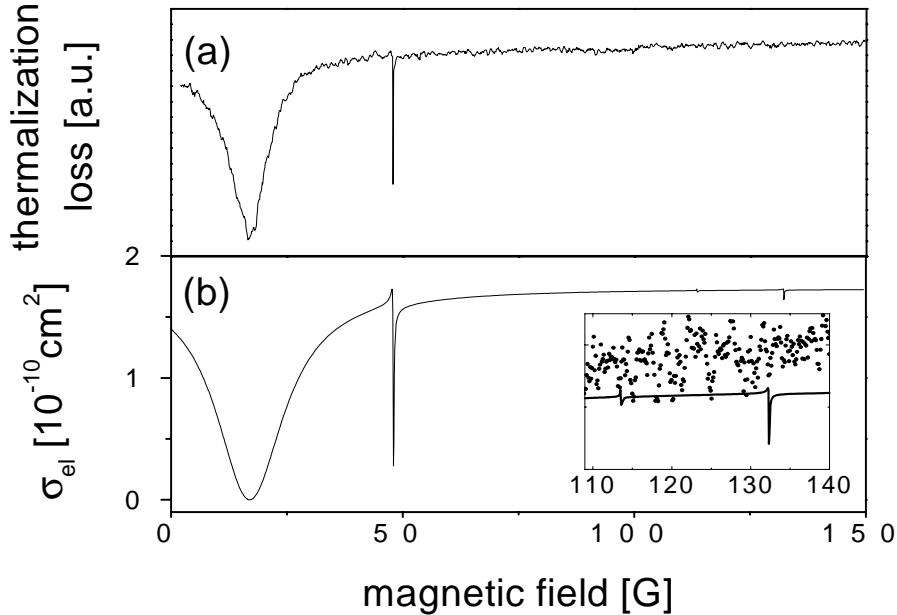 thermalization
loss [a.u.]
(a)
2
1
0
σel [10-10cm2]
(b)
110 120 130 140
0 50 100 150
magnetic field [G]